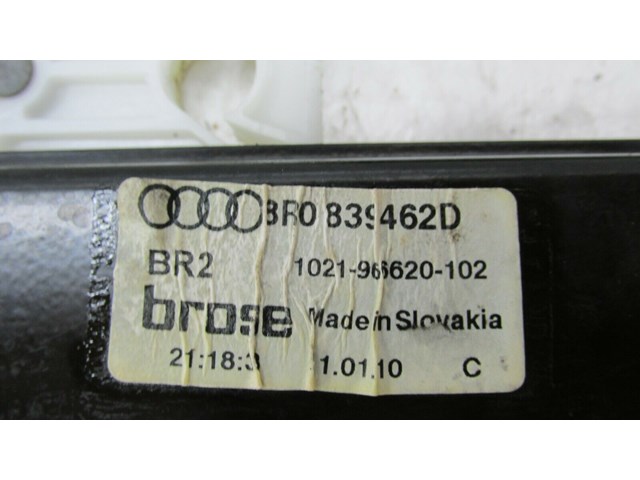 8R0 839462D
BR2 1021-96620-102
brose Made in Slovakia
21:18:3 1.01.10 C